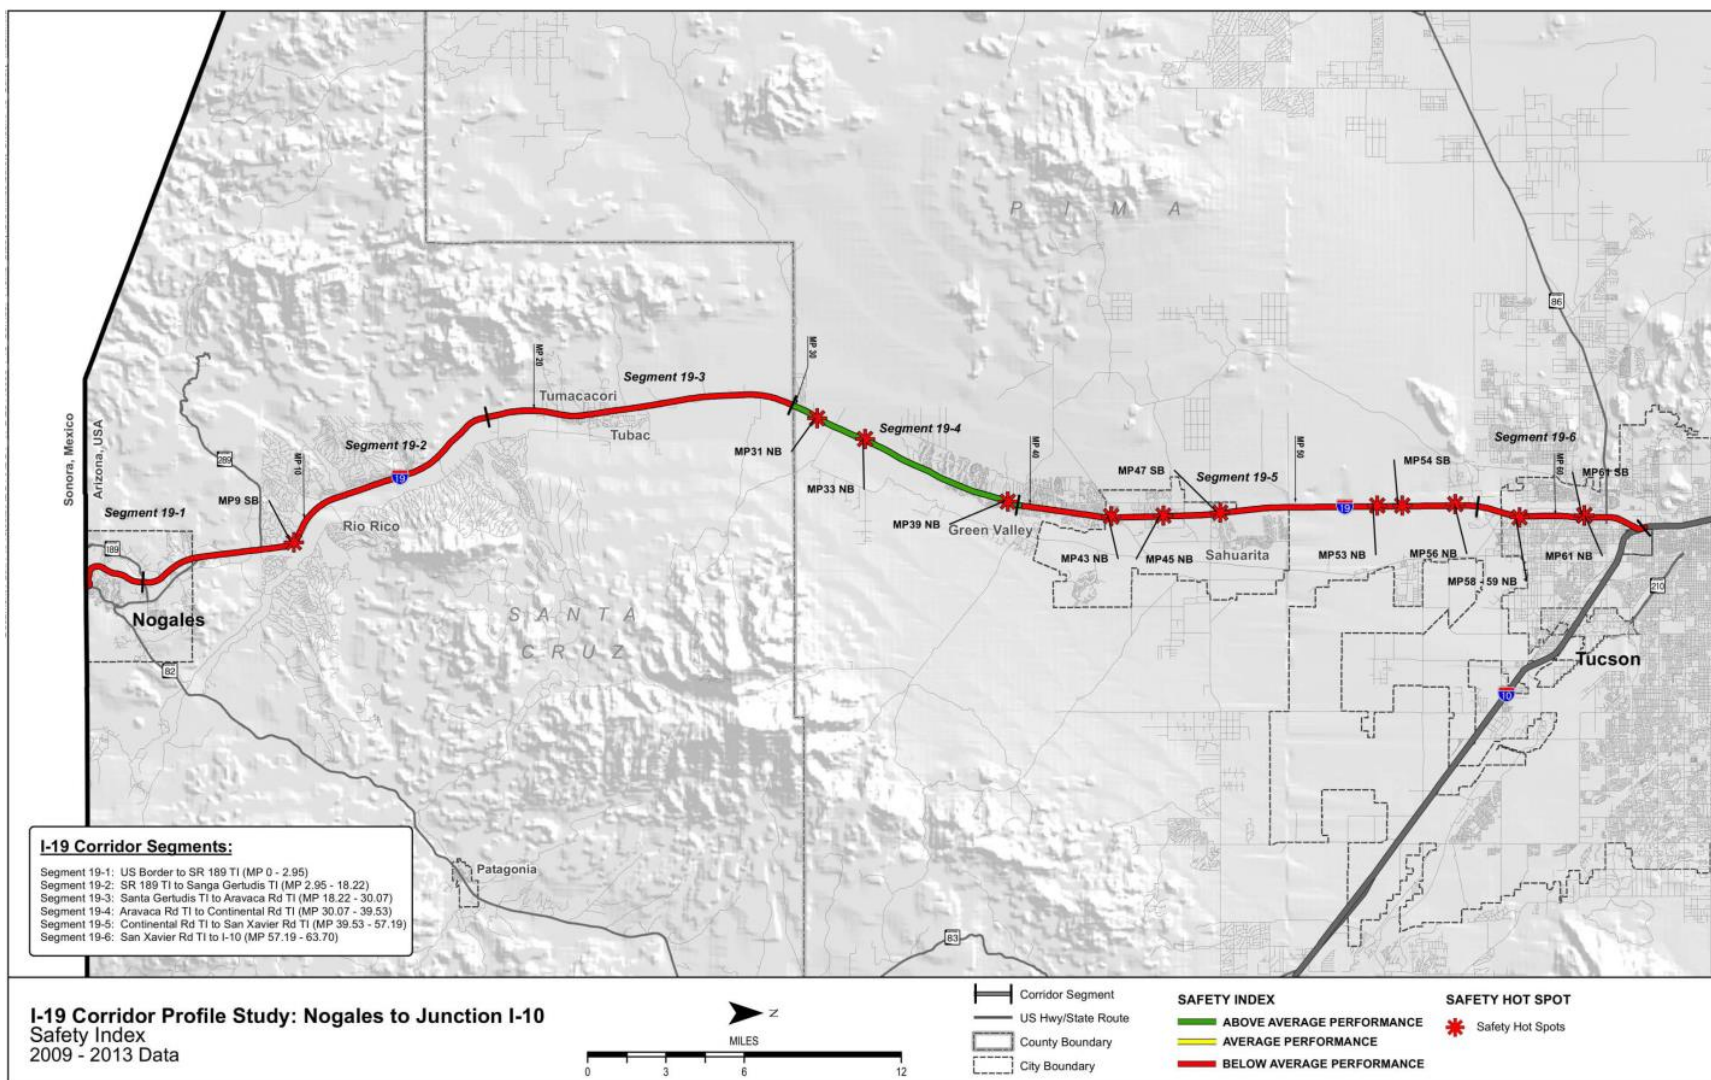 86
P I M A
Segment 19-3
MP 20
MP 30
Tumacacori
Tubac
Segment 19-2
Segment 19-4
Segment 19-6
MP54 SB
MP 60
MP61 SB
MP47 SB
MP 50
Segment 19-5
MP 40
MP31 NB
MP33 NB
MP39 NB
Green Valley
MP43 NB
MP45 NB
Sahuarita
19
MP53 NB
MP56 NB
MP58 - 59 NB
MP61 NB
210
Sonora, Mexico
Arizona, USA
289
MP 10
MP9 SB
19
Segment 19-1
Rio Rico
189
Nogales
82
S A N T A
C R U Z
Tucson
10
Patagonia
83
I-19 Corridor Segments:
Segment 19-1: US Border to SR 189 TI (MP 0 - 2.95)
Segment 19-2: SR 189 TI to Sanga Gertudis TI (MP 2.95 - 18.22)
Segment 19-3: Santa Gertudis TI to Aravaca Rd TI (MP 18.22 - 30.07)
Segment 19-4: Aravaca Rd TI to Continental Rd TI (MP 30.07 - 39.53)
Segment 19-5: Continental Rd TI to San Xavier Rd TI (MP 39.53 - 57.19)
Segment 19-6: San Xavier Rd TI to I-10 (MP 57.19 - 63.70)
I-19 Corridor Profile Study: Nogales to Junction I-10
Safety Index
2009 - 2013 Data
N
MILES
0 3 6 12
Corridor Segment
US Hwy/State Route
County Boundary
City Boundary
SAFETY INDEX
ABOVE AVERAGE PERFORMANCE
AVERAGE PERFORMANCE
BELOW AVERAGE PERFORMANCE
SAFETY HOT SPOT
Safety Hot Spots